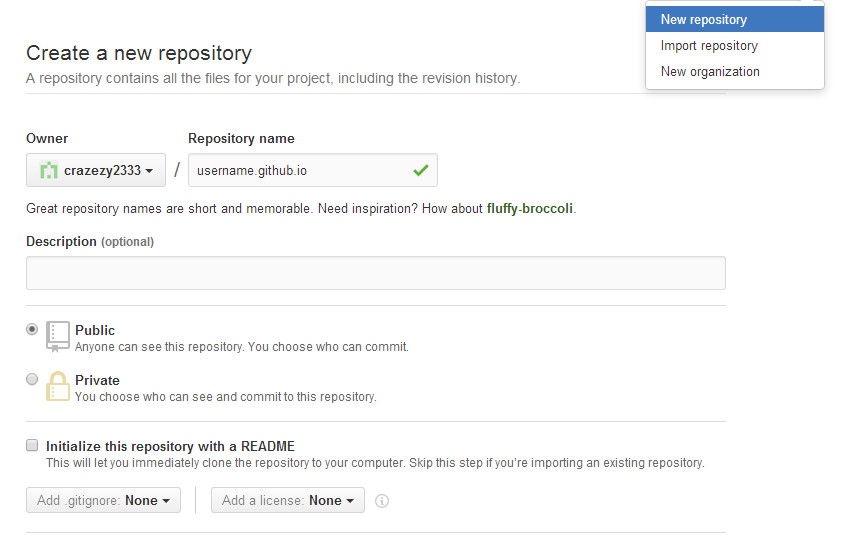 New repository
Import repository
New organization
Create a new repository
A repository contains all the files for your project, including the revision history.
Owner Repository name
crazezy2333 / username.github.io
Great repository names are short and memorable. Need inspiration? How about fluffy-broccoli.
Description (optional)
Public
Anyone can see this repository. You choose who can commit.
Private
You choose who can see and commit to this repository.
Initialize this repository with a README
This will let you immediately clone the repository to your computer. Skip this step if you're importing an existing repository.
Add .gitignore: None Add a license: None